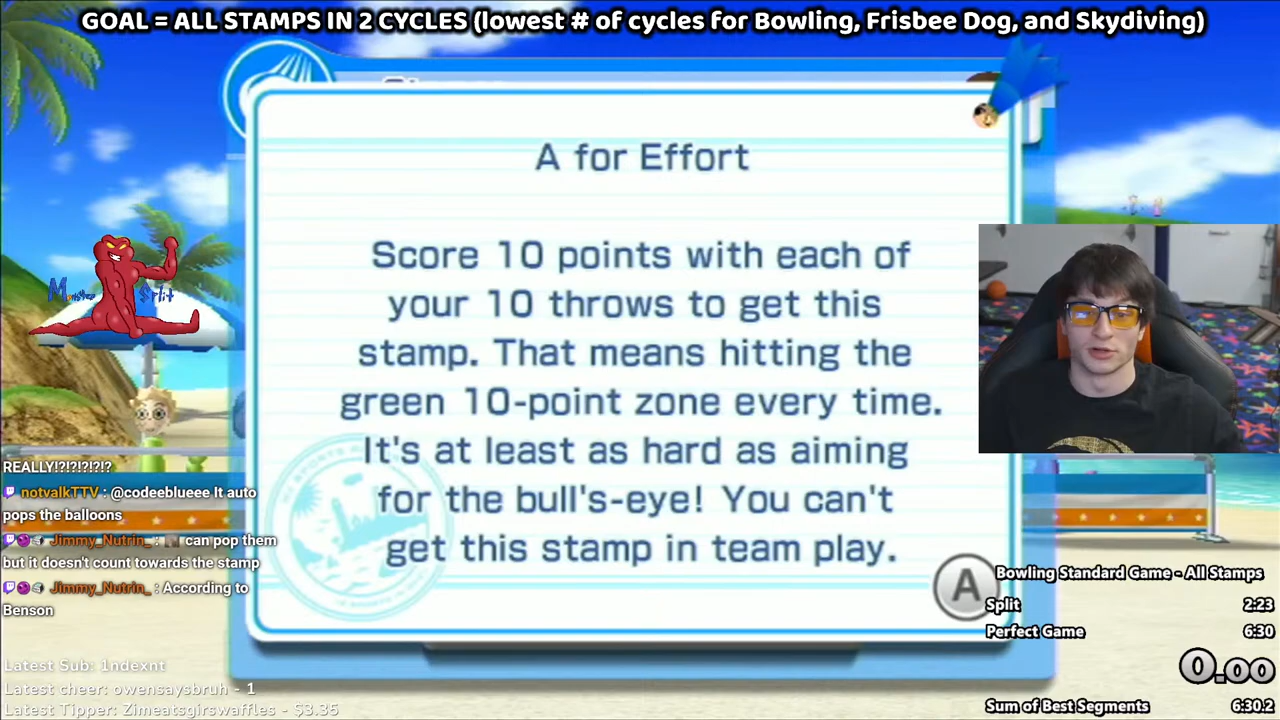 GOAL = ALL STAMPS IN 2 CYCLES (lowest # of cycles for Bowling, Frisbee Dog, and Skydiving)
A for Effort
Score 10 points with each of
your 10 throws to get this
stamp. That means hitting the
green 10-point zone every time.
It's at least as hard as aiming
for the bull's-eye! You can't
get this stamp in team play.
A
Monster Split
REALLY!?!?!?!?!?
notvalkTTV : @codeeblueee It auto
pops the balloons
Jimmy_Nutrin_ : can pop them
but it doesn't count towards the stamp
Jimmy_Nutrin_ : According to
Benson
Latest Sub: 1ndexnt
Latest cheer: owensaysbruh - 1
Latest Tipper: Zimeatsgirswaffles - $3.35
Bowling Standard Game - All Stamps
Split 2:23
Perfect Game 6:30
0.00
Sum of Best Segments 6:30.2